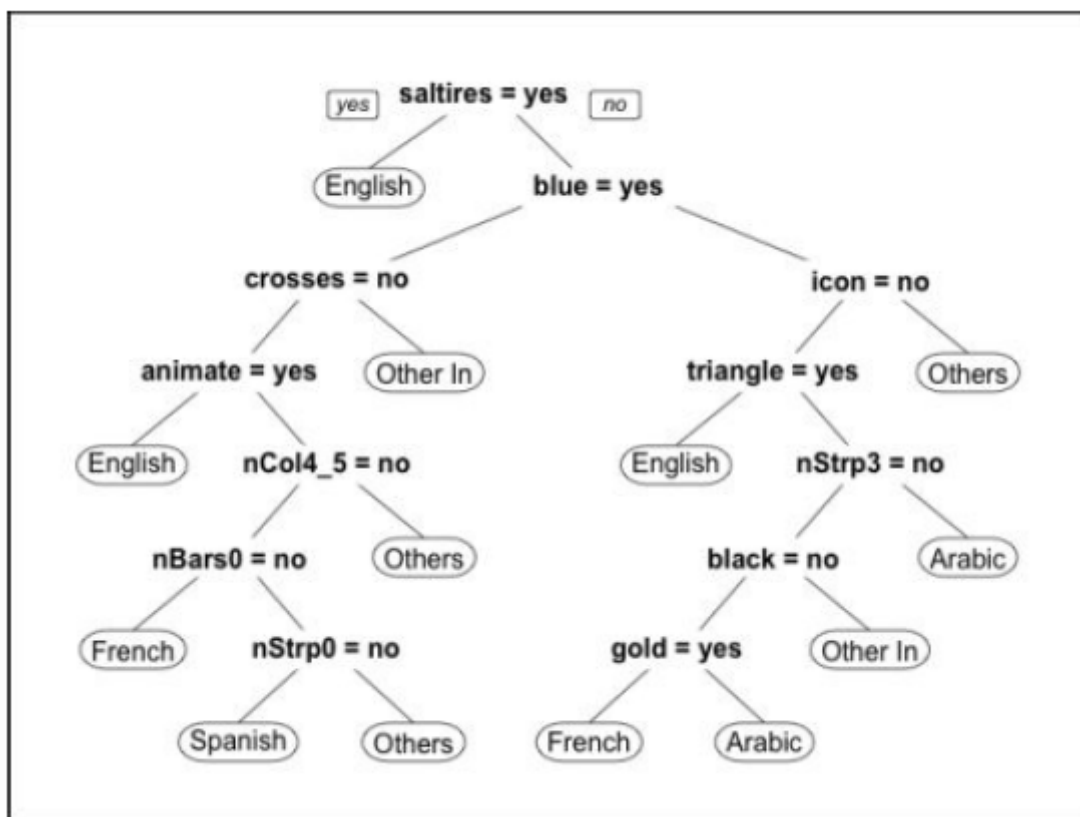 yes saltires = yes no
English blue = yes
crosses = no icon = no
animate = yes Other In triangle = yes Others
English nCol4_5 = no English nStrp3 = no
nBars0 = no Others black = no Arabic
French nStrp0 = no gold = yes Other In
Spanish Others French Arabic